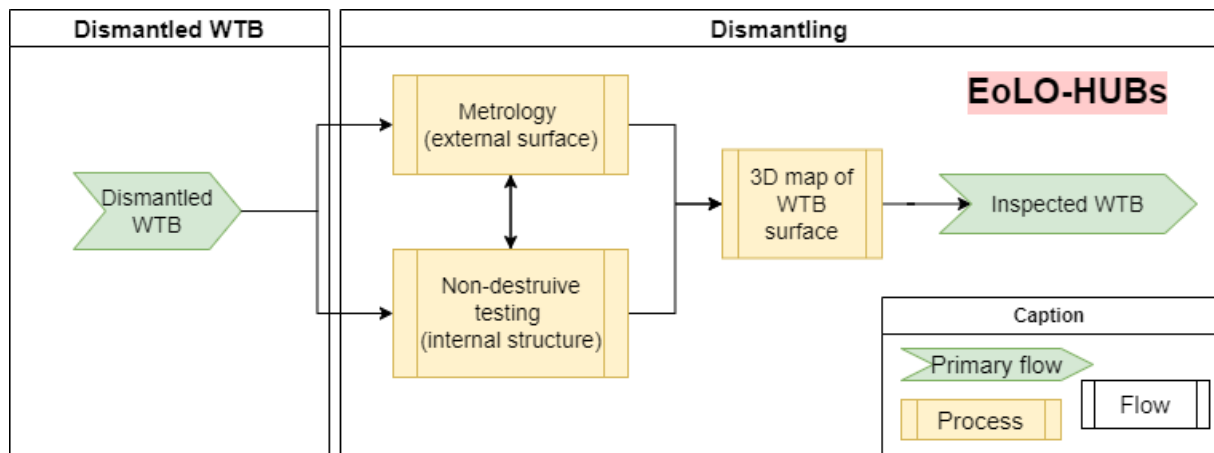 Dismantled WTB
Dismantling
EoLO-HUBs
Metrology
(external surface)
Dismantled
WTB
3D map of
WTB
surface
Inspected WTB
Non-destruive
testing
(internal structure)
Caption
Primary flow
Flow
Process